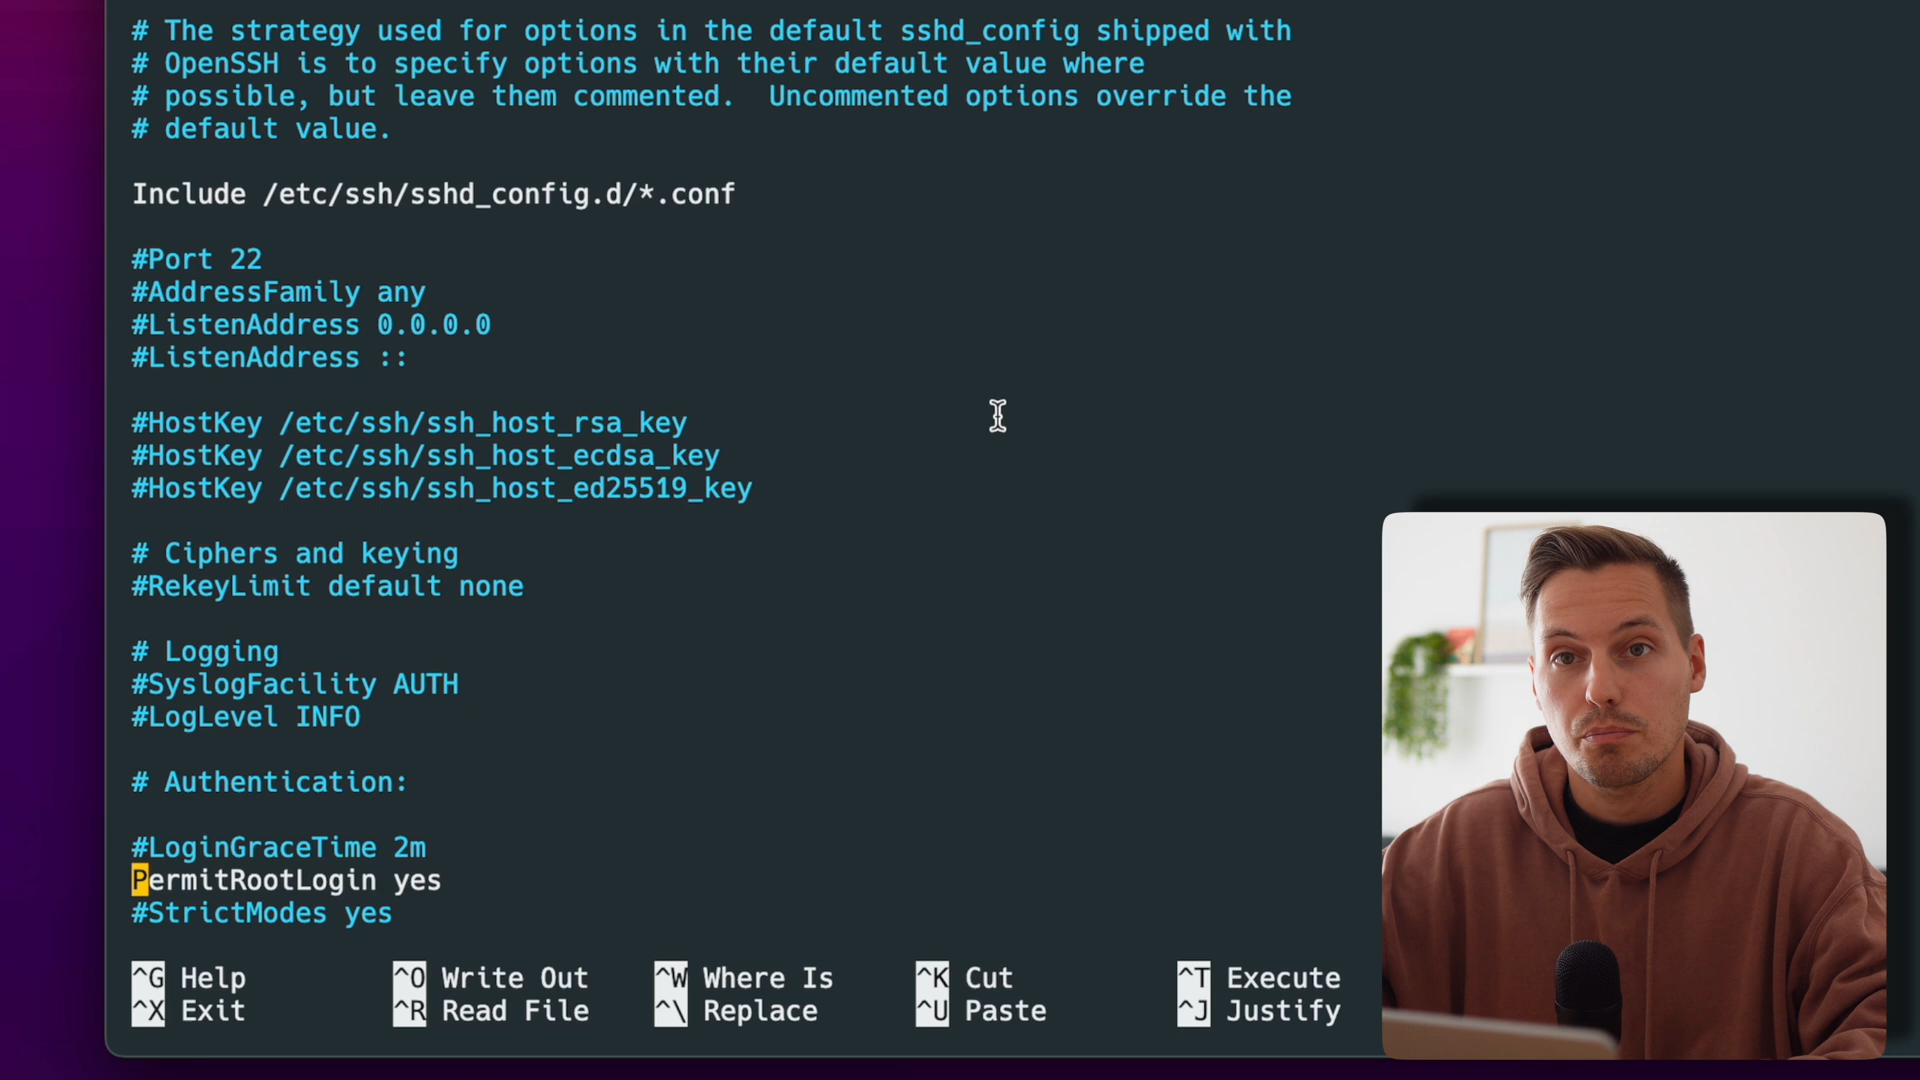 # The strategy used for options in the default sshd_config shipped with
# OpenSSH is to specify options with their default value where
# possible, but leave them commented.  Uncommented options override the
# default value.
Include /etc/ssh/sshd_config.d/*.conf
#Port 22
#AddressFamily any
#ListenAddress 0.0.0.0
#ListenAddress ::
#HostKey /etc/ssh/ssh_host_rsa_key
#HostKey /etc/ssh/ssh_host_ecdsa_key
#HostKey /etc/ssh/ssh_host_ed25519_key
# Ciphers and keying
#RekeyLimit default none
# Logging
#SyslogFacility AUTH
#LogLevel INFO
# Authentication:
#LoginGraceTime 2m
PermitRootLogin yes
#StrictModes yes
^G Help ^O Write Out ^W Where Is ^K Cut ^T Execute
^X Exit ^R Read File ^\ Replace ^U Paste ^J Justify